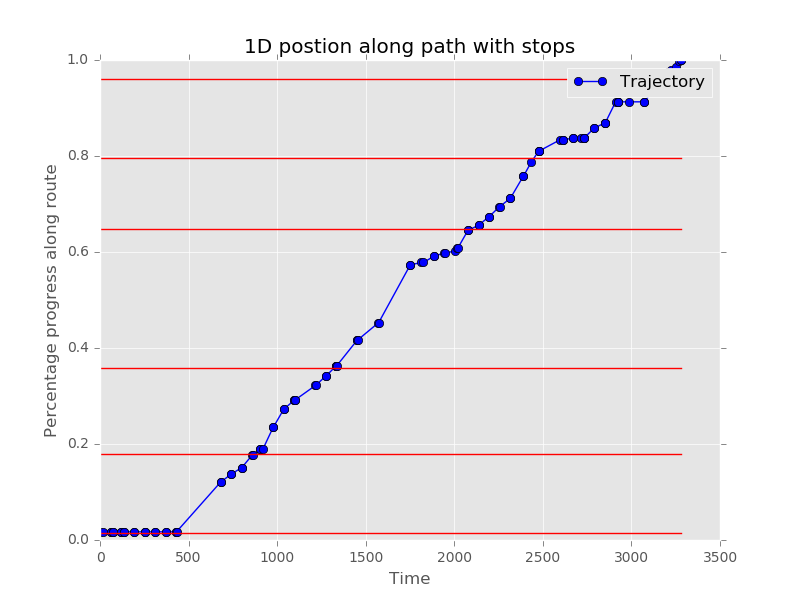 1D postion along path with stops
Trajectory
Percentage progress along route
1.0
0.8
0.6
0.4
0.2
0.0
0 500 1000 1500 2000 2500 3000 3500
Time